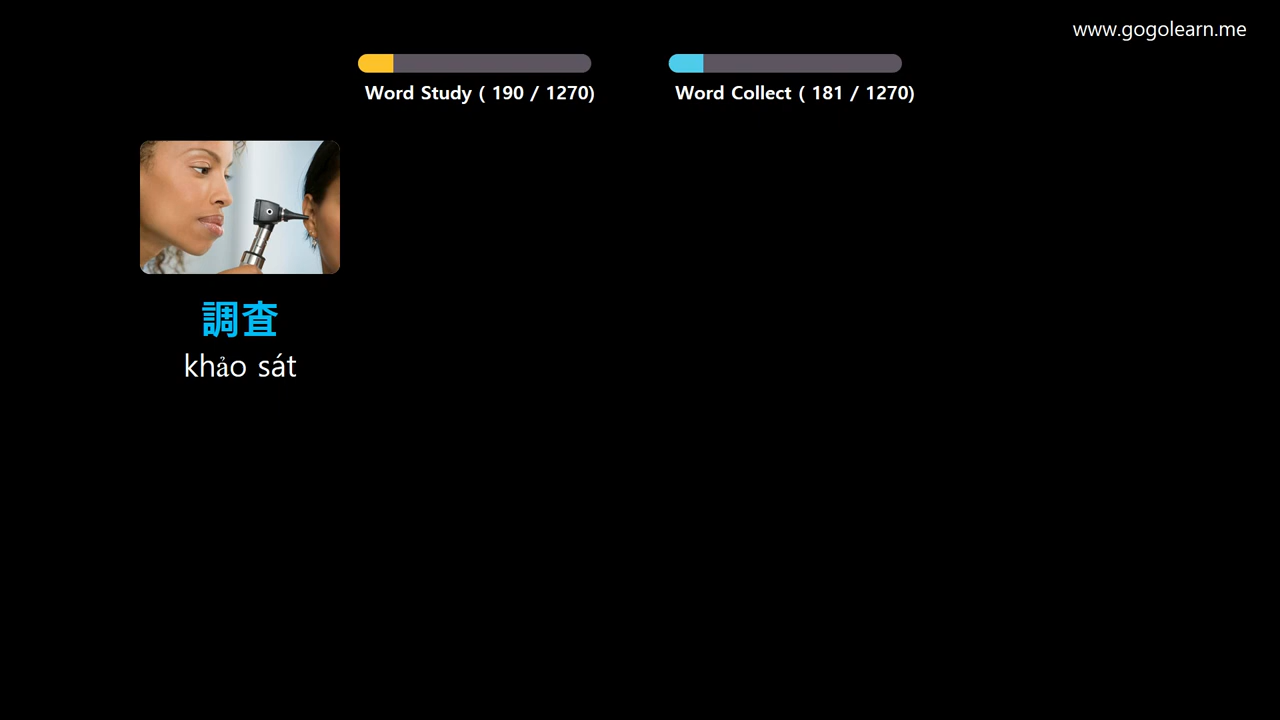 www.gogolearn.me
Word Study ( 190 / 1270)
Word Collect ( 181 / 1270)
調査
khảo sát